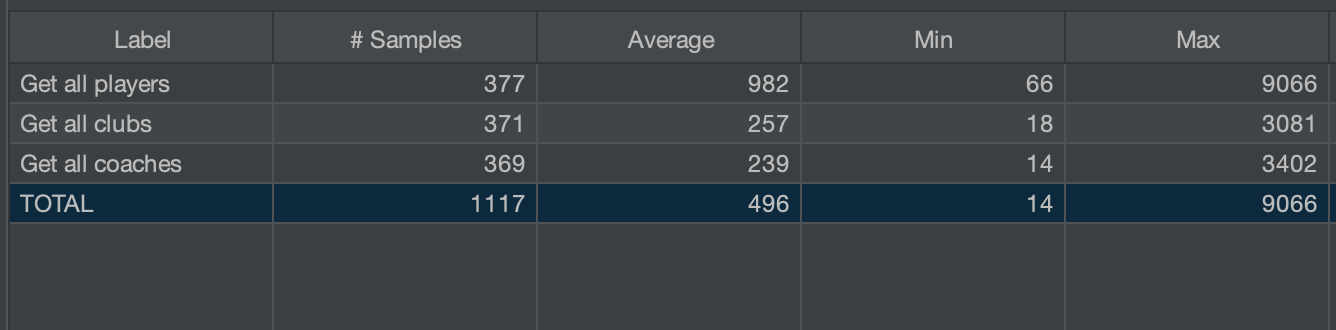 Label # Samples Average Min Max
Get all players 377 982 66 9066
Get all clubs 371 257 18 3081
Get all coaches 369 239 14 3402
TOTAL 1117 496 14 9066